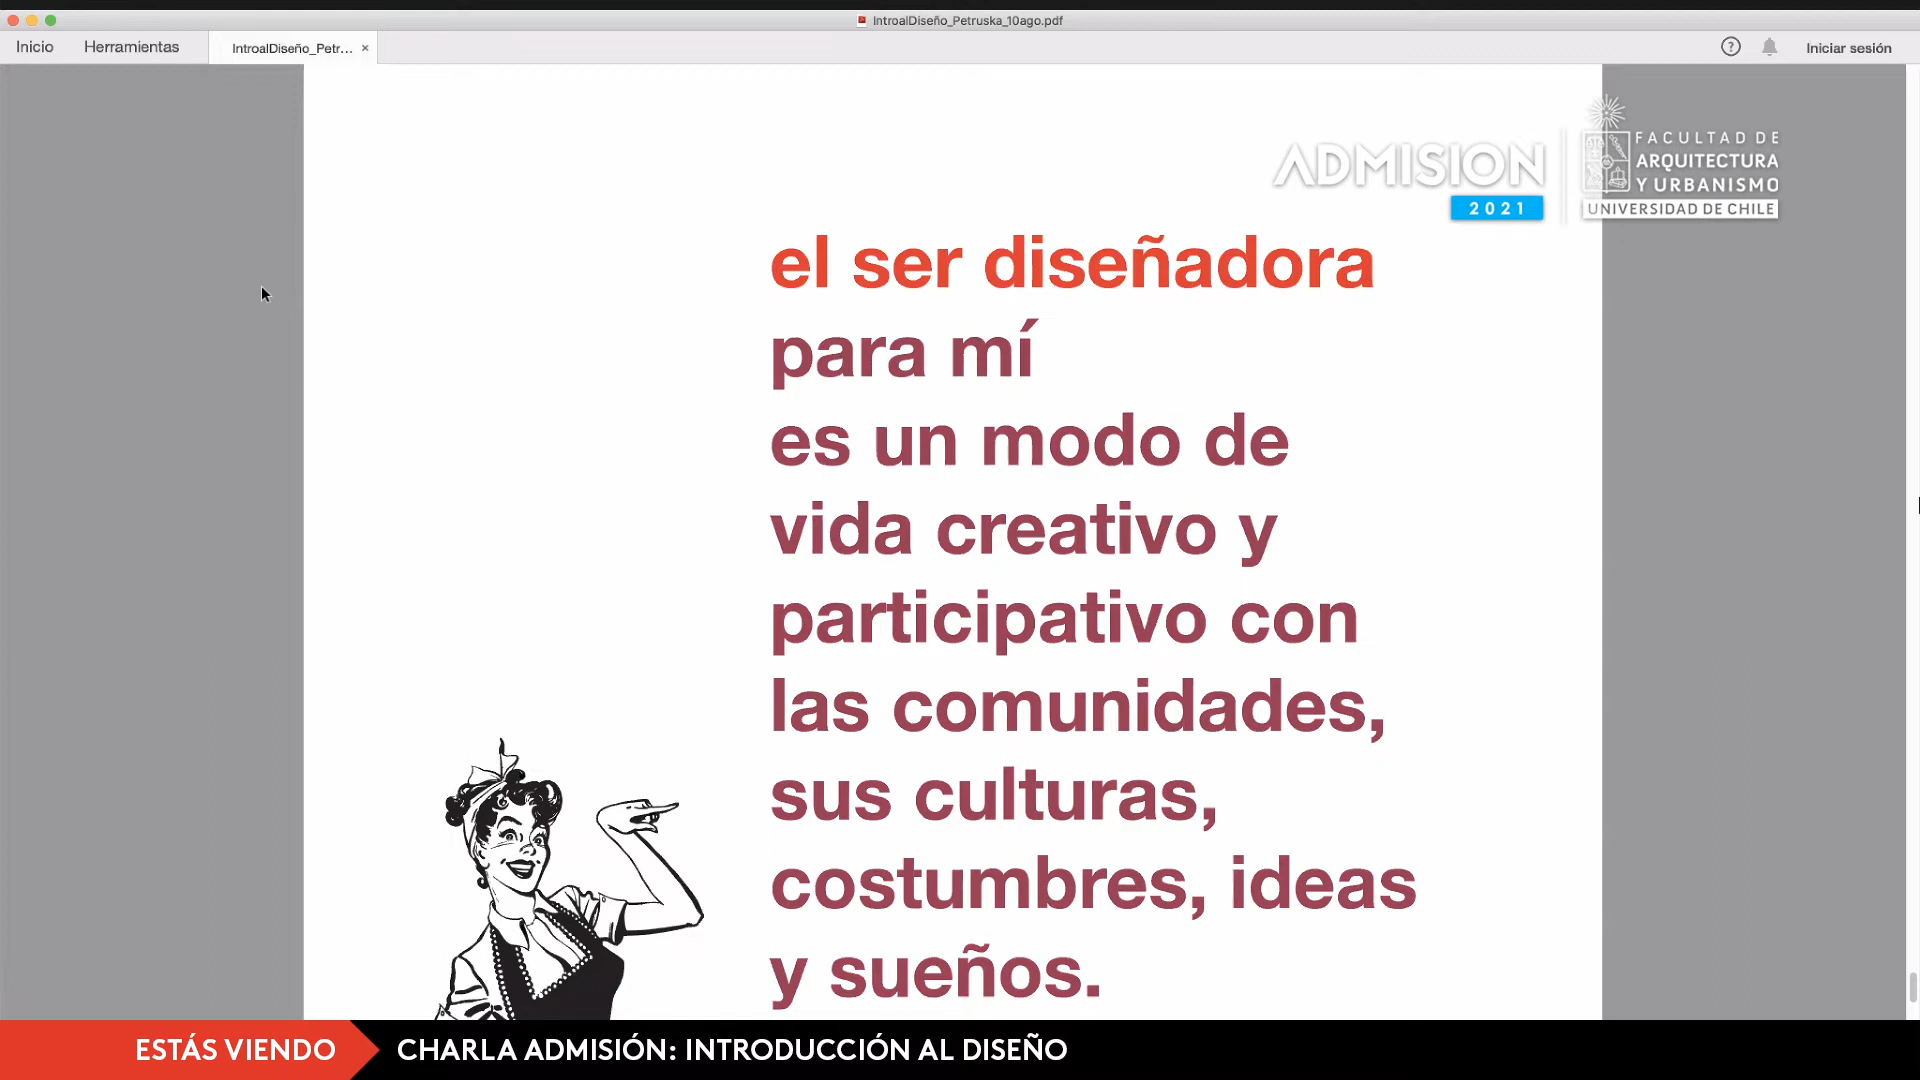 IntroalDiseño_Petruska_10ago.pdf
Inicio
Herramientas
IntroalDiseño_Petr... ×
?
Iniciar sesión
ADMISION
2021
FACULTAD DE
ARQUITECTURA
Y URBANISMO
UNIVERSIDAD DE CHILE
el ser diseñadora
para mí
es un modo de
vida creativo y
participativo con
las comunidades,
sus culturas,
costumbres, ideas
y sueños.
ESTÁS VIENDO
CHARLA ADMISIÓN: INTRODUCCIÓN AL DISEÑO